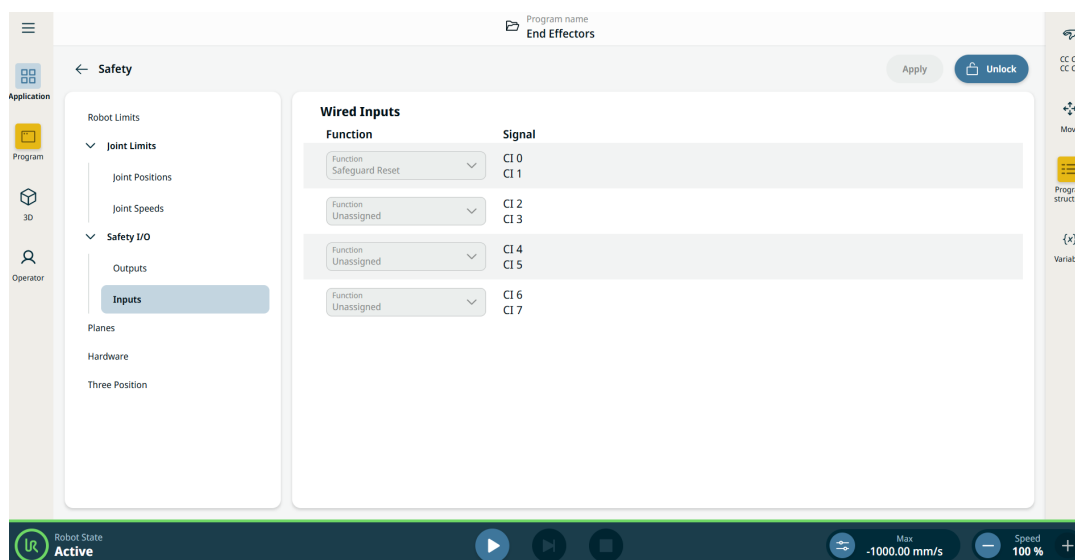 Program name
End Effectors
Application
Program
3D
Operator
Safety
Apply
Unlock
Robot Limits
Joint Limits
Joint Positions
Joint Speeds
Safety I/O
Outputs
Inputs
Planes
Hardware
Three Position
Wired Inputs
Function
Signal
Function
Safeguard Reset
CI 0
CI 1
Function
Unassigned
CI 2
CI 3
Function
Unassigned
CI 4
CI 5
Function
Unassigned
CI 6
CI 7
{x}
Robot State
Active
Max
-1000.00 mm/s
Speed
100 %